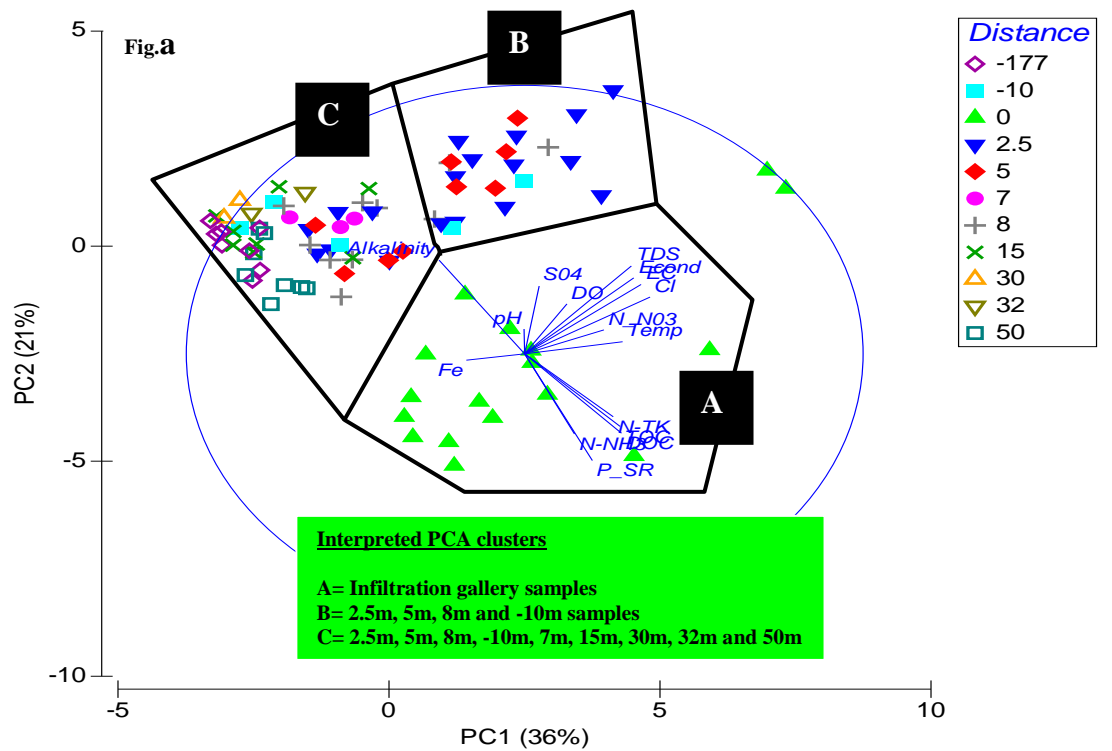 Fig.a
B
C
A
5
0
-5
-10
PC2 (21%)
-5
0
5
10
PC1 (36%)
Distance
-177
-10
0
2.5
5
7
8
15
30
32
50
Alkalinity
TDS
Econd
EC
S04
DO
Cl
pH
N_N03
Temp
Fe
N-TK
TOC
DOC
N-NH3
P_SR
Interpreted PCA clusters
A= Infiltration gallery samples
B= 2.5m, 5m, 8m and -10m samples
C= 2.5m, 5m, 8m, -10m, 7m, 15m, 30m, 32m and 50m